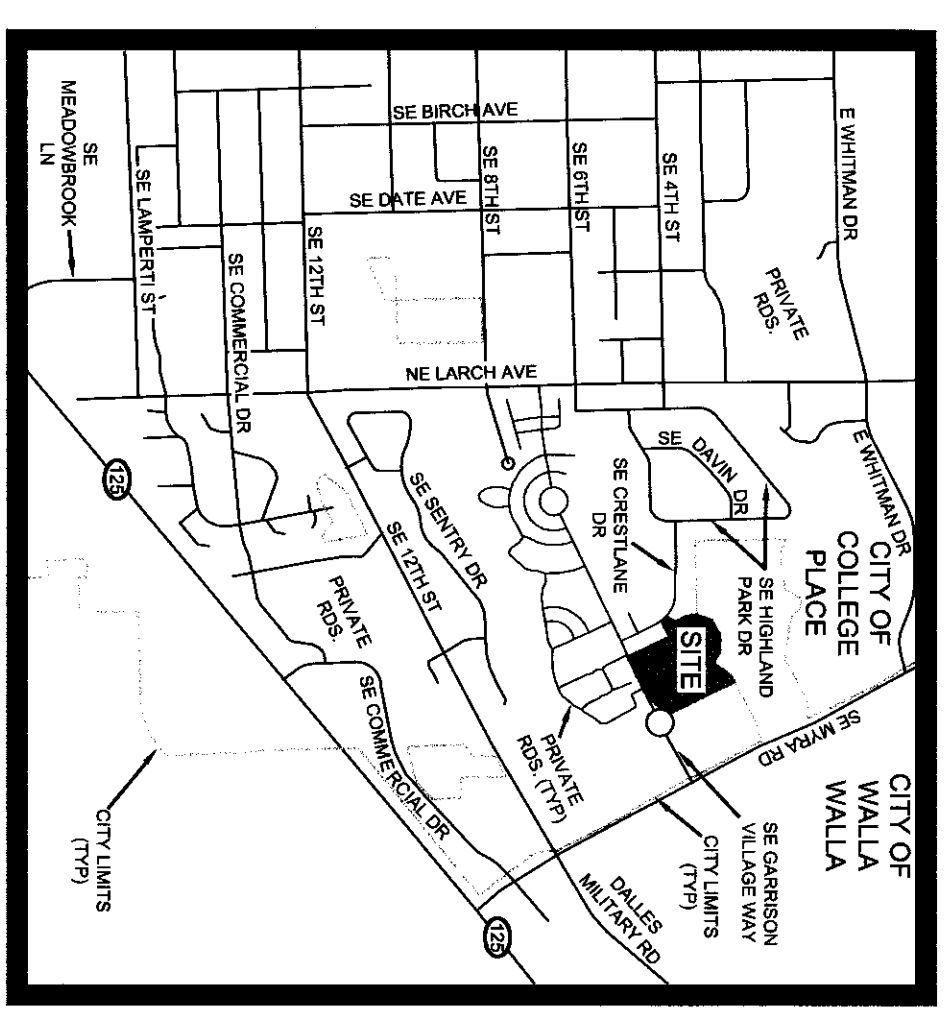 E WHITMAN DR
SE BIRCH AVE
SE 8TH ST
SE 6TH ST
SE 4TH ST
SE DATE AVE
PRIVATE
RDS.
SE
MEADOWBROOK
LN
SE LAMPERTI ST
SE COMMERCIAL DR
SE 12TH ST
NE LARCH AVE
E WHITMAN DR
CITY OF
COLLEGE
PLACE
SE
DAVIN
DR
SE HIGHLAND
PARK DR
SE CRESTLANE
DR
SE SENTRY DR
SE 12TH ST
125
PRIVATE
RDS.
SITE
SE COMMERCIAL DR
PRIVATE
RDS. (TYP)
SE MYRA RD
CITY OF
WALLA
WALLA
SE GARRISON
VILLAGE WAY
CITY LIMITS
(TYP)
DALLES
MILITARY RD
CITY LIMITS
(TYP)
125